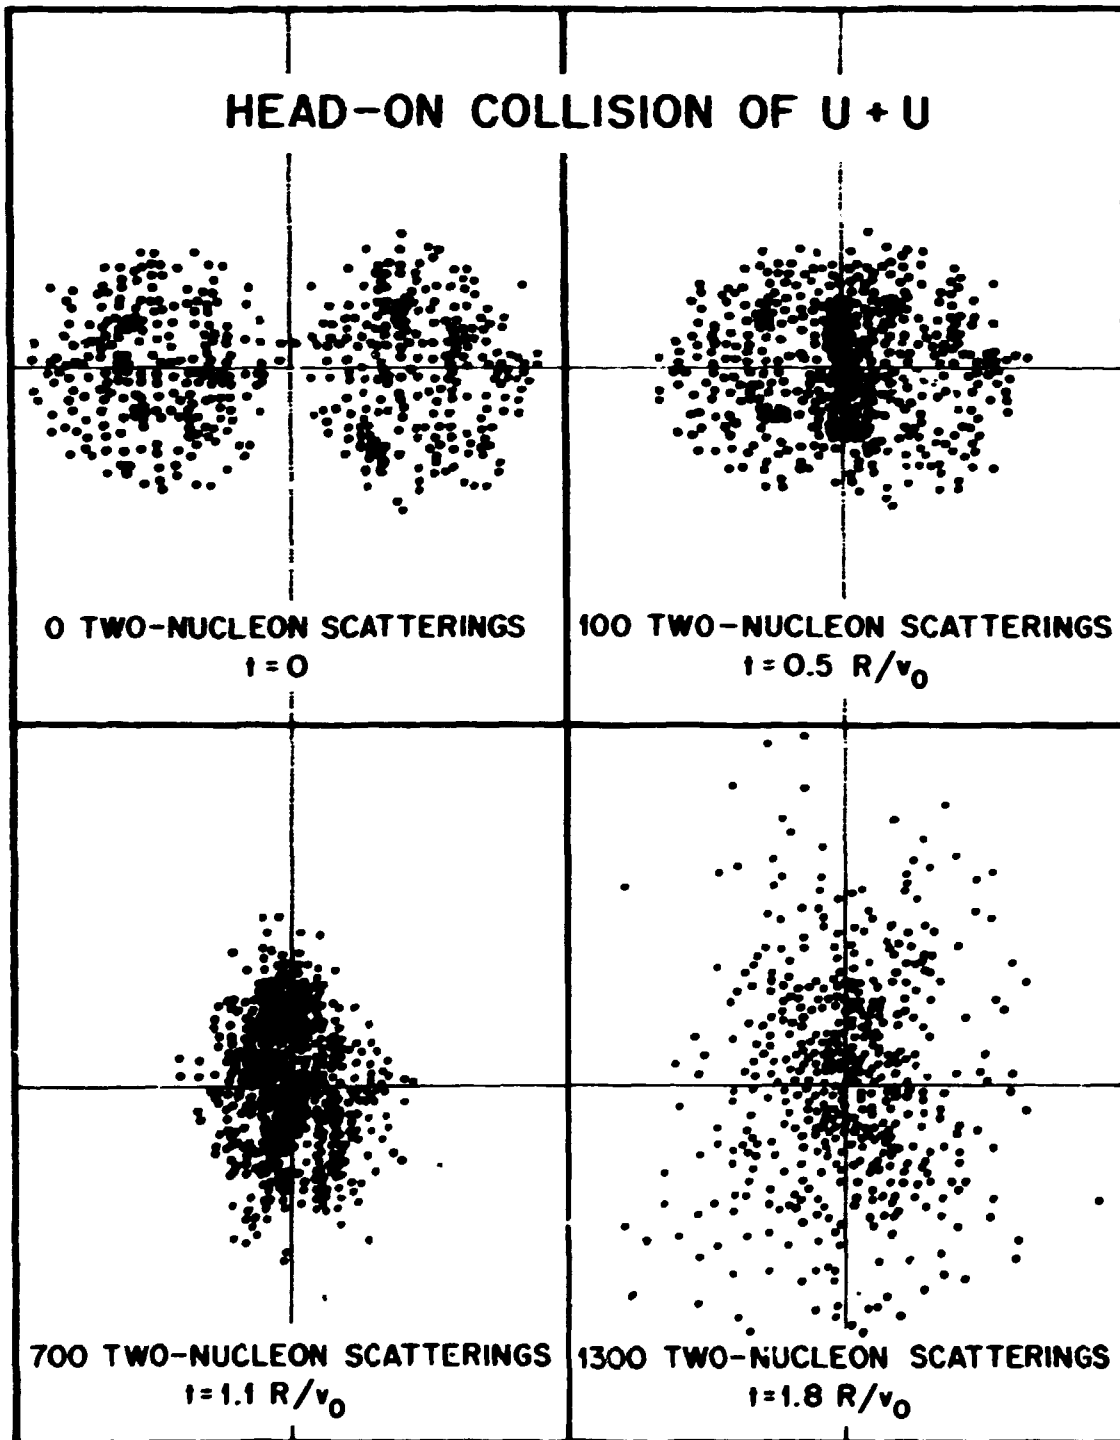 HEAD-ON COLLISION OF U + U
0 TWO-NUCLEON SCATTERINGS
t = 0
100 TWO-NUCLEON SCATTERINGS
t = 0.5 R/v₀
700 TWO-NUCLEON SCATTERINGS
t = 1.1 R/v₀
1300 TWO-NUCLEON SCATTERINGS
t = 1.8 R/v₀